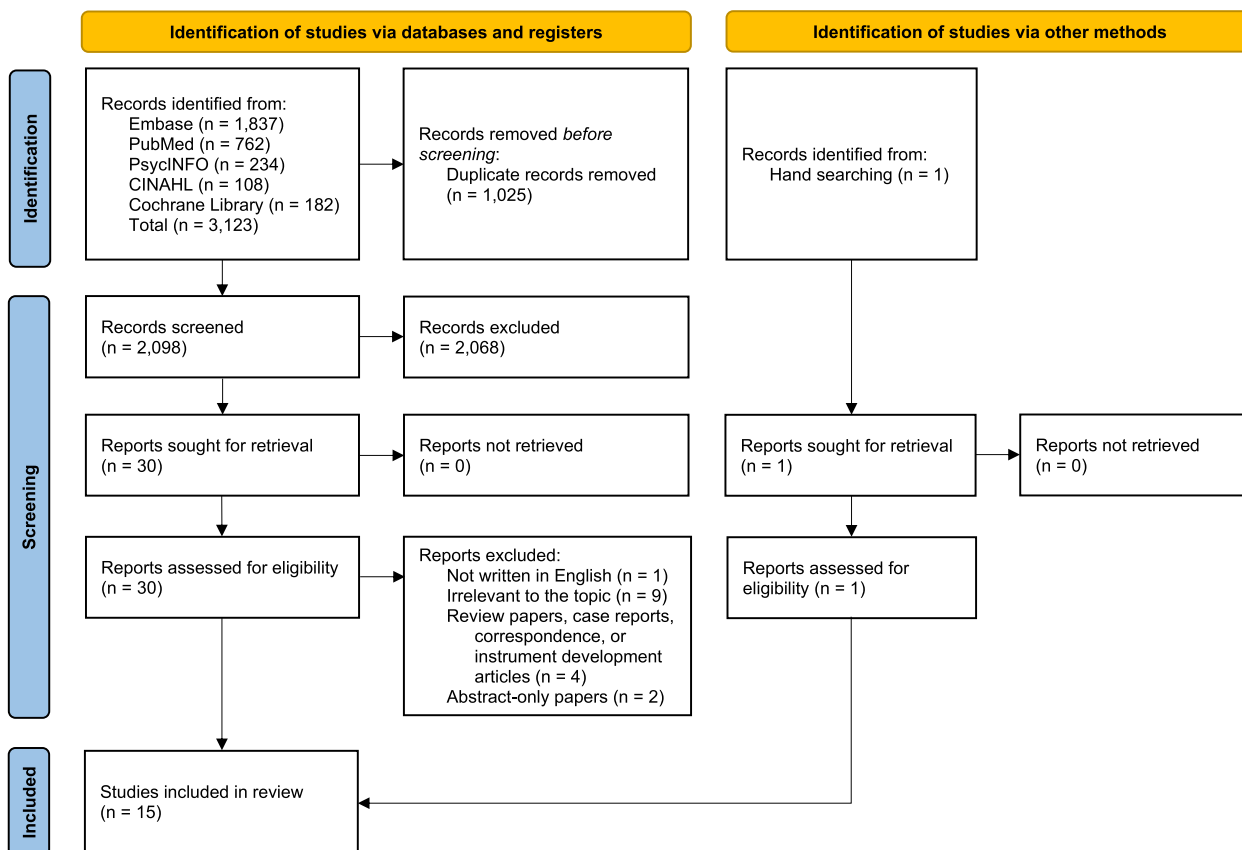 Identification of studies via databases and registers
Identification of studies via other methods
Identification
Records identified from:
Embase (n = 1,837)
PubMed (n = 762)
PsycINFO (n = 234)
CINAHL (n = 108)
Cochrane Library (n = 182)
Total (n = 3,123)
Records removed before
screening:
Duplicate records removed
(n = 1,025)
Records identified from:
Hand searching (n = 1)
Screening
Records screened
(n = 2,098)
Records excluded
(n = 2,068)
Reports sought for retrieval
(n = 30)
Reports not retrieved
(n = 0)
Reports sought for retrieval
(n = 1)
Reports not retrieved
(n = 0)
Reports assessed for eligibility
(n = 30)
Reports excluded:
Not written in English (n = 1)
Irrelevant to the topic (n = 9)
Review papers, case reports,
correspondence, or
instrument development
articles (n = 4)
Abstract-only papers (n = 2)
Reports assessed for
eligibility (n = 1)
Included
Studies included in review
(n = 15)